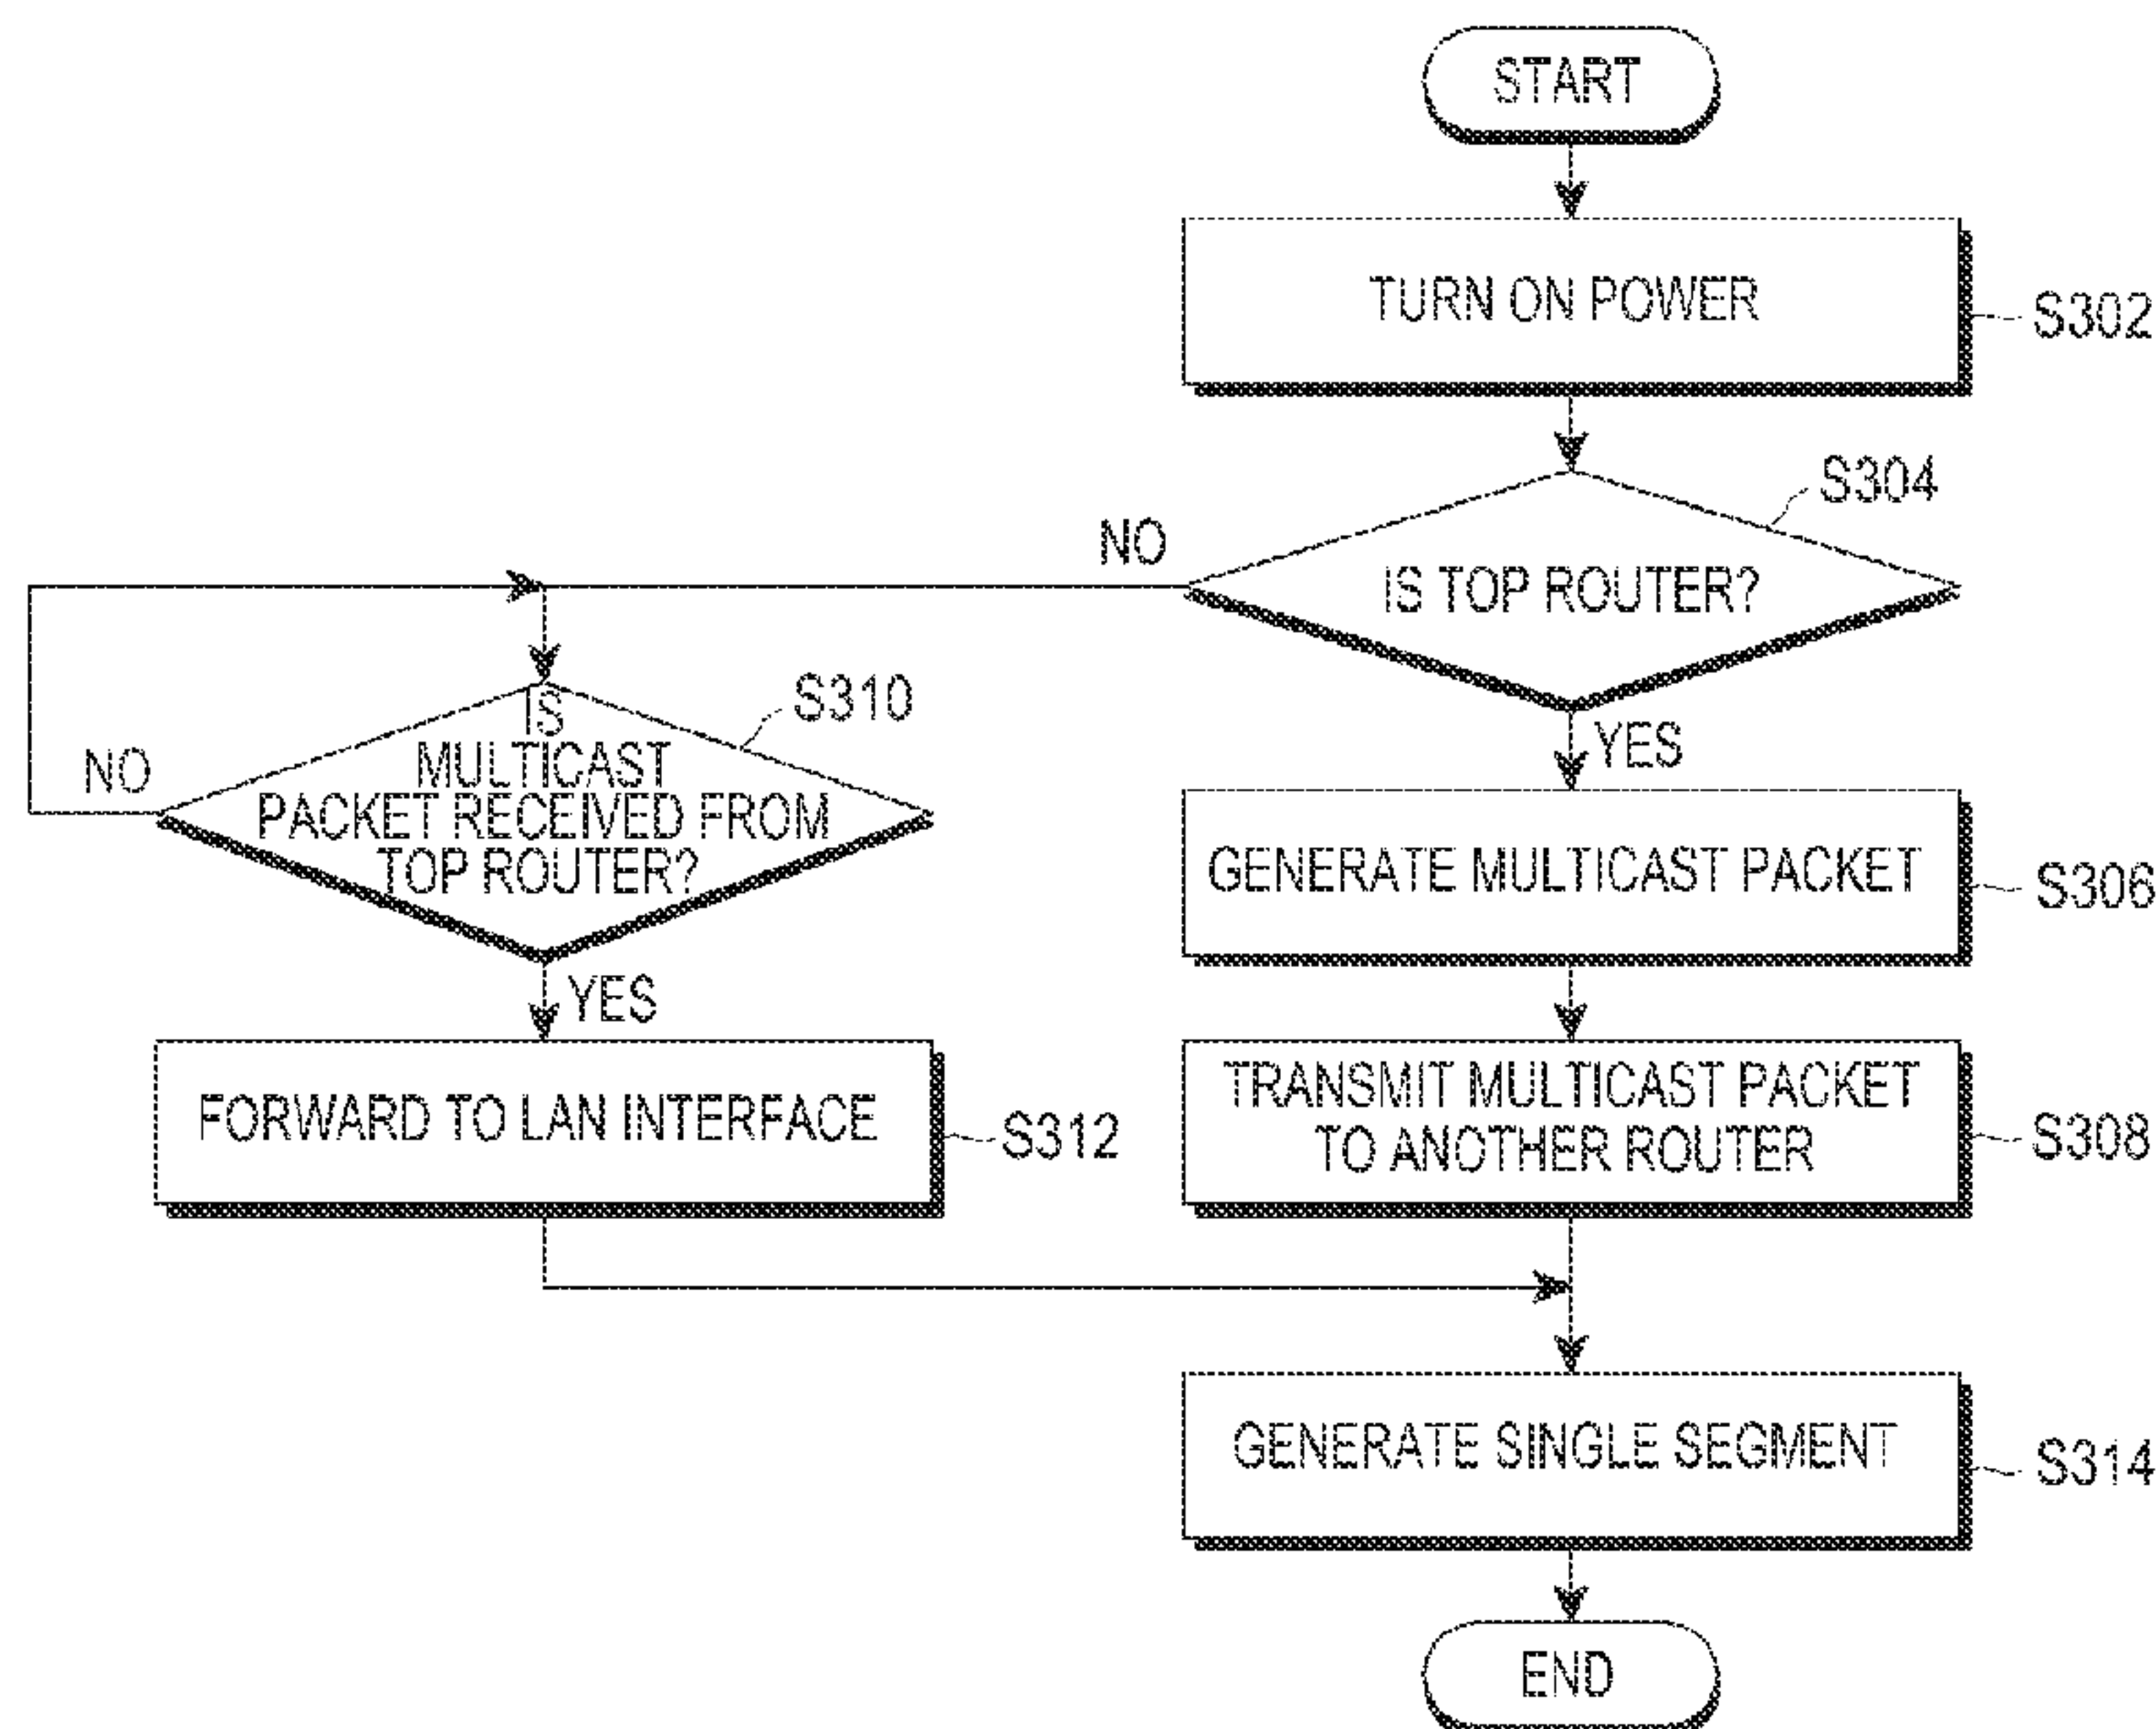 START
TURN ON POWER
S302
S304
NO
IS TOP ROUTER?
S310
IS
MULTICAST
PACKET RECEIVED FROM
TOP ROUTER?
NO
YES
YES
GENERATE MULTICAST PACKET
S306
FORWARD TO LAN INTERFACE
S312
TRANSMIT MULTICAST PACKET
TO ANOTHER ROUTER
S308
GENERATE SINGLE SEGMENT
S314
END